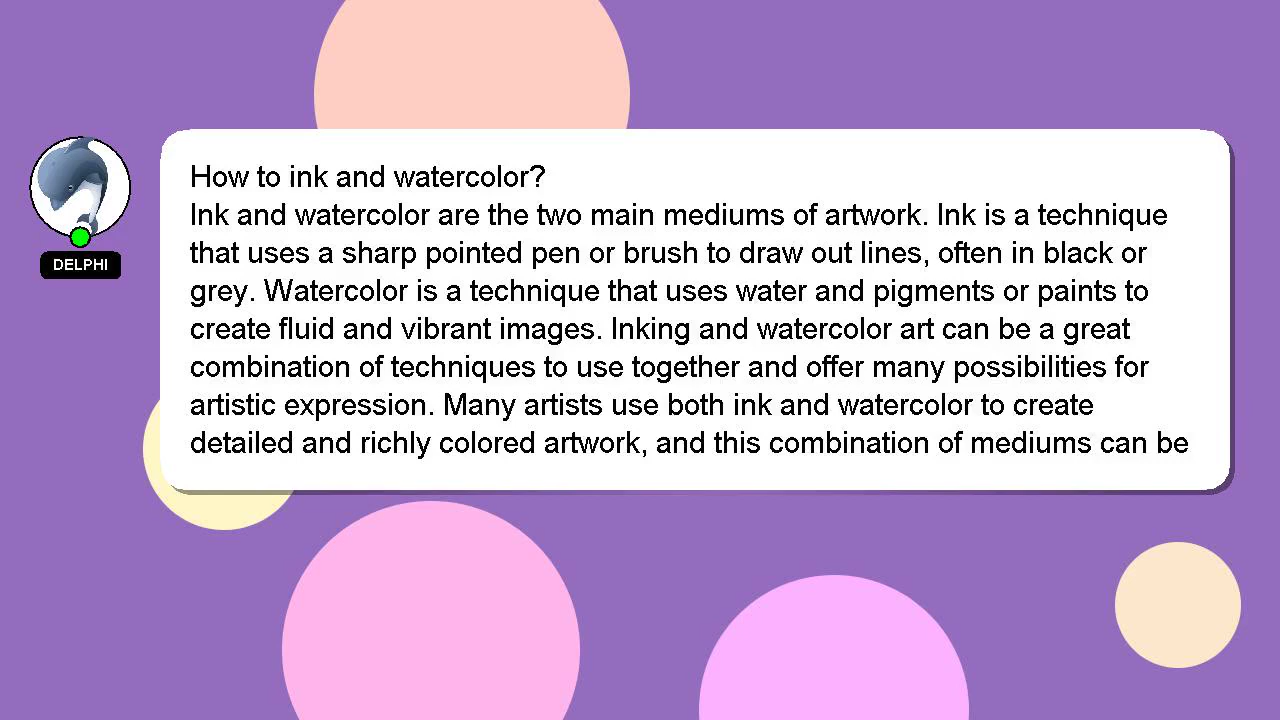 DELPHI
How to ink and watercolor?
Ink and watercolor are the two main mediums of artwork. Ink is a technique
that uses a sharp pointed pen or brush to draw out lines, often in black or
grey. Watercolor is a technique that uses water and pigments or paints to
create fluid and vibrant images. Inking and watercolor art can be a great
combination of techniques to use together and offer many possibilities for
artistic expression. Many artists use both ink and watercolor to create
detailed and richly colored artwork, and this combination of mediums can be